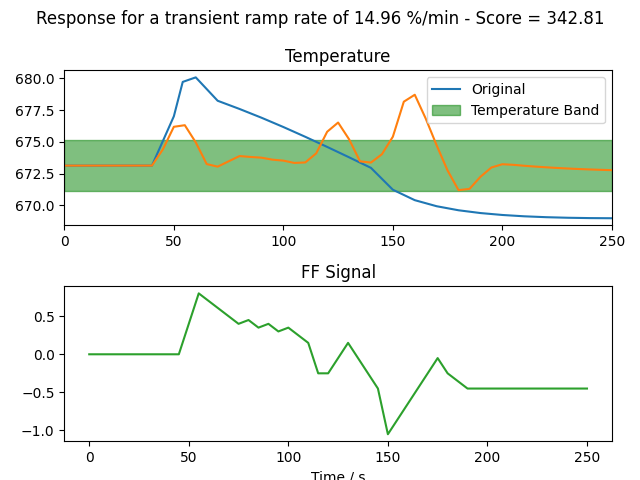 Response for a transient ramp rate of 14.96 %/min - Score = 342.81
Temperature
680.0
677.5
675.0
672.5
670.0
Original
Temperature Band
0 50 100 150 200 250
FF Signal
0.5
0.0
−0.5
−1.0
0 50 100 150 200 250
Time / s